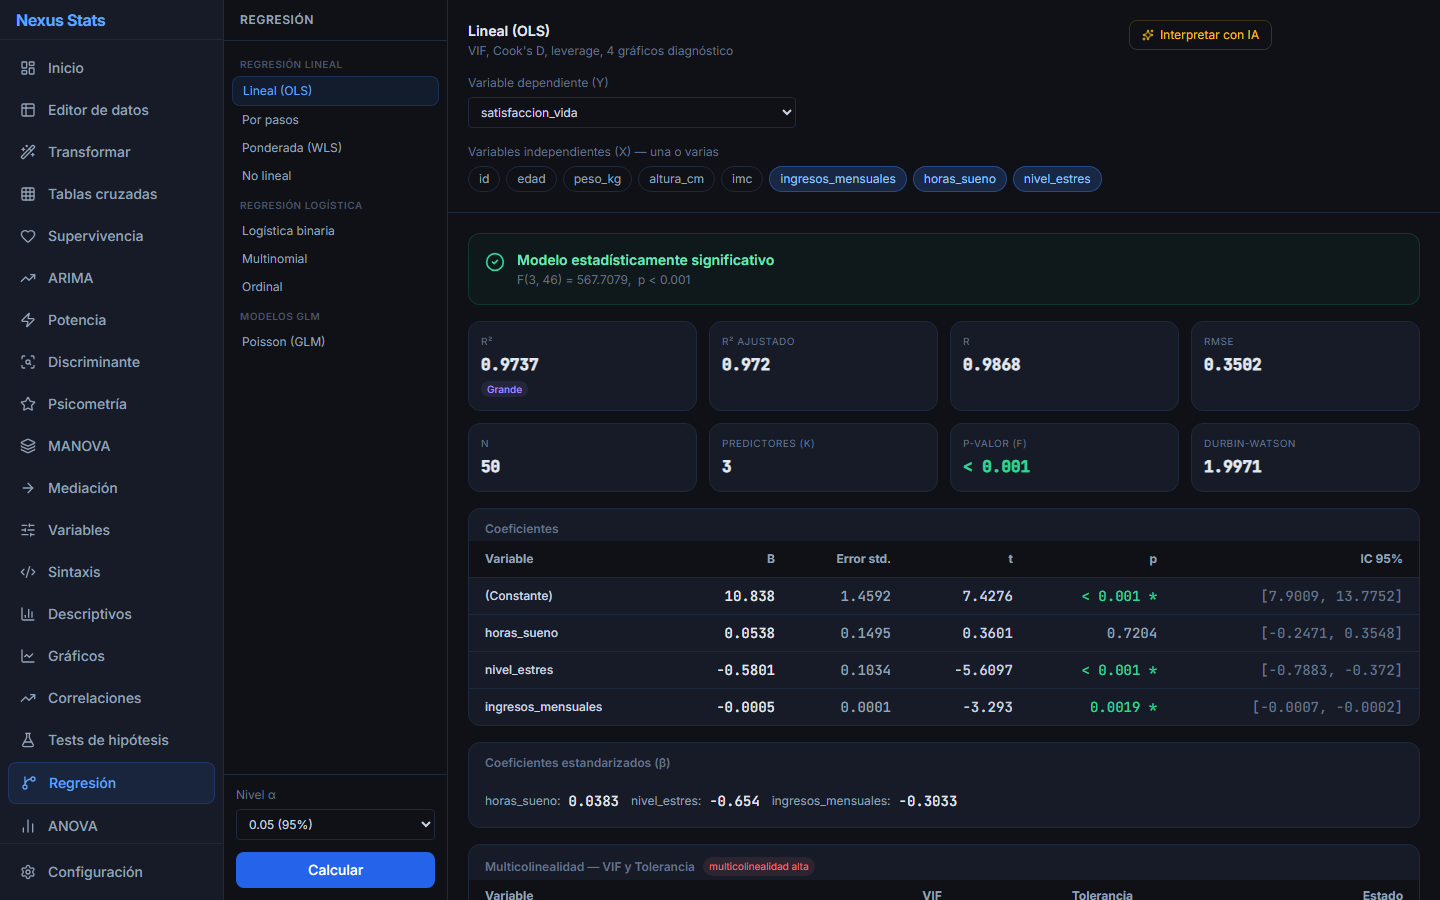 Nexus Stats
Inicio
Editor de datos
Transformar
Tablas cruzadas
Supervivencia
ARIMA
Potencia
Discriminante
Psicometría
MANOVA
Mediación
Variables
Sintaxis
Descriptivos
Gráficos
Correlaciones
Tests de hipótesis
Regresión
ANOVA
Configuración
REGRESIÓN
REGRESIÓN LINEAL
Lineal (OLS)
Por pasos
Ponderada (WLS)
No lineal
REGRESIÓN LOGÍSTICA
Logística binaria
Multinomial
Ordinal
MODELOS GLM
Poisson (GLM)
Nivel α
0.05 (95%)
Calcular
Lineal (OLS)
VIF, Cook's D, leverage, 4 gráficos diagnóstico
Interpretar con IA
Variable dependiente (Y)
satisfaccion_vida
Variables independientes (X) — una o varias
id edad peso_kg altura_cm imc ingresos_mensuales horas_sueno nivel_estres
Modelo estadísticamente significativo
F(3, 46) = 567.7079, p < 0.001
R² R² AJUSTADO R RMSE
0.9737 0.972 0.9868 0.3502
Grande
N PREDICTORES (K) P-VALOR (F) DURBIN-WATSON
50 3 < 0.001 1.9971
Coeficientes
Variable B Error std. t p IC 95%
(Constante) 10.838 1.4592 7.4276 < 0.001 * [7.9009, 13.7752]
horas_sueno 0.0538 0.1495 0.3601 0.7204 [-0.2471, 0.3548]
nivel_estres -0.5801 0.1034 -5.6097 < 0.001 * [-0.7883, -0.372]
ingresos_mensuales -0.0005 0.0001 -3.293 0.0019 * [-0.0007, -0.0002]
Coeficientes estandarizados (β)
horas_sueno: 0.0383 nivel_estres: -0.654 ingresos_mensuales: -0.3033
Multicolinealidad — VIF y Tolerancia multicolinealidad alta
Variable VIF Tolerancia Estado